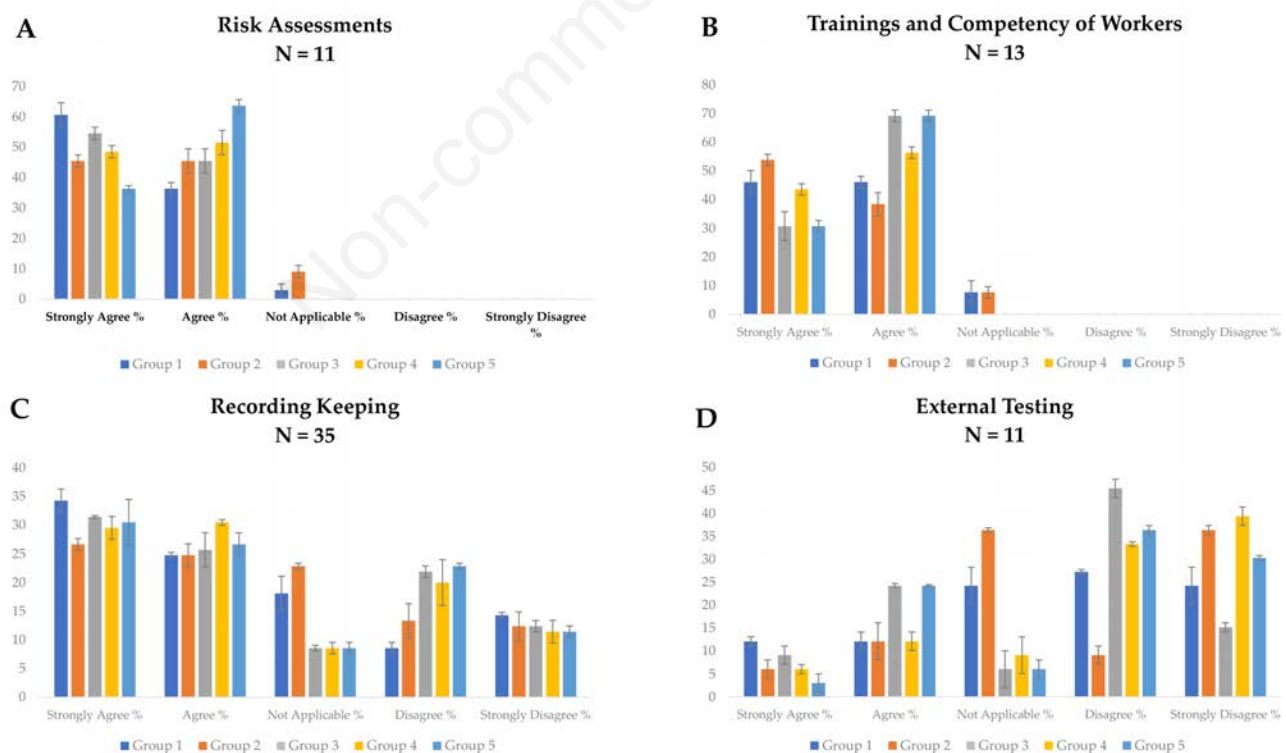 A
Risk Assessments
N = 11
70
60
50
40
30
20
10
0
Strongly Agree %
Agree %
Not Applicable %
Disagree %
Strongly Disagree %
Group 1
Group 2
Group 3
Group 4
Group 5
B
Trainings and Competency of Workers
N = 13
80
70
60
50
40
30
20
10
0
Strongly Agree %
Agree %
Not Applicable %
Disagree %
Strongly Disagree %
Group 1
Group 2
Group 3
Group 4
Group 5
C
Recording Keeping
N = 35
40
35
30
25
20
15
10
5
0
Strongly Agree %
Agree %
Not Applicable %
Disagree %
Strongly Disagree %
Group 1
Group 2
Group 3
Group 4
Group 5
D
External Testing
N = 11
50
45
40
35
30
25
20
15
10
5
0
Strongly Agree %
Agree %
Not Applicable %
Disagree %
Strongly Disagree %
Group 1
Group 2
Group 3
Group 4
Group 5